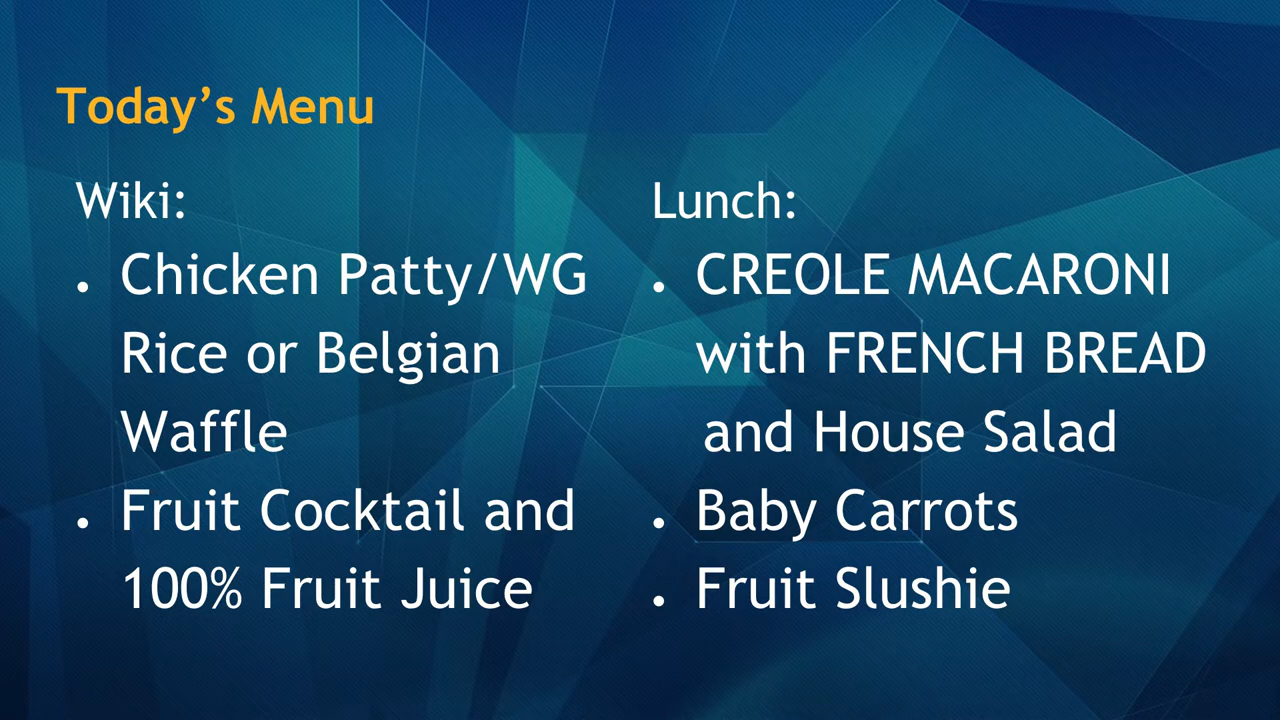 Today’s Menu
Wiki:
• Chicken Patty/WG
Rice or Belgian
Waffle
• Fruit Cocktail and
100% Fruit Juice
Lunch:
• CREOLE MACARONI
with FRENCH BREAD
and House Salad
• Baby Carrots
• Fruit Slushie